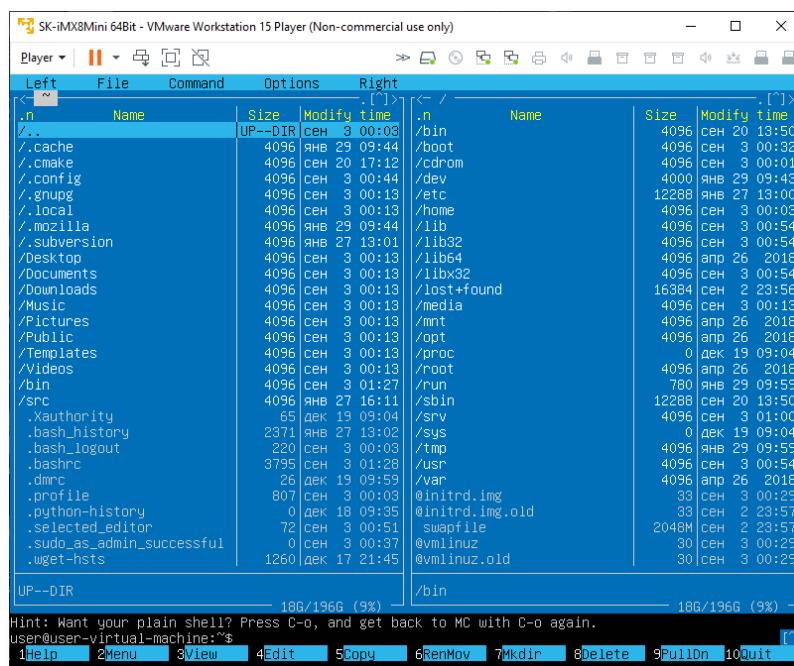 SK-iMX8Mini 64Bit - VMware Workstation 15 Player (Non-commercial use only)
Player
Left File Command Options Right
<- ~ .[^]> <- / .[^]>
.n Name Size Modify time .n Name Size Modify time
/.. UP--DIR сен 3 00:03 /bin 4096 сен 20 13:50
/.cache 4096 янв 29 09:44 /boot 4096 сен 3 00:32
/.cmake 4096 сен 20 17:12 /cdrom 4096 сен 3 00:01
/.config 4096 сен 3 00:44 /dev 4000 янв 29 09:43
/.gnupg 4096 сен 3 00:13 /etc 12288 янв 27 13:00
/.local 4096 сен 3 00:13 /home 4096 сен 3 00:03
/.mozilla 4096 янв 29 09:44 /lib 4096 сен 3 00:54
/.subversion 4096 янв 27 13:01 /lib32 4096 сен 3 00:54
/Desktop 4096 сен 3 00:13 /lib64 4096 апр 26 2018
/Documents 4096 сен 3 00:13 /libx32 4096 сен 3 00:54
/Downloads 4096 сен 3 00:13 /lost+found 16384 сен 2 23:56
/Music 4096 сен 3 00:13 /media 4096 сен 3 00:13
/Pictures 4096 сен 3 00:13 /mnt 4096 апр 26 2018
/Public 4096 сен 3 00:13 /opt 4096 апр 26 2018
/Templates 4096 сен 3 00:13 /proc 0 дек 19 09:04
/Videos 4096 сен 3 00:13 /root 4096 апр 26 2018
/bin 4096 сен 3 01:27 /run 780 янв 29 09:59
/src 4096 янв 27 16:11 /sbin 12288 сен 20 13:50
.Xauthority 65 дек 19 09:04 /srv 4096 сен 3 01:00
.bash_history 2371 янв 27 13:02 /sys 0 дек 19 09:04
.bash_logout 220 сен 3 00:03 /tmp 4096 янв 29 09:59
.bashrc 3795 сен 3 01:28 /usr 4096 сен 3 00:54
.dmrc 26 дек 19 09:59 /var 4096 апр 26 2018
.profile 807 сен 3 00:03 @initrd.img 33 сен 3 00:29
.python-history 0 дек 18 09:35 @initrd.img.old 33 сен 2 23:57
.selected_editor 72 сен 3 00:51 swapfile 2048M сен 2 23:57
.sudo_as_admin_successful 0 сен 3 00:37 @vmlinuz 30 сен 3 00:29
.wget-hsts 1260 дек 17 21:45 @vmlinuz.old 30 сен 3 00:29
UP--DIR /bin
18G/196G (9%) 18G/196G (9%)
Hint: Want your plain shell? Press C-o, and get back to MC with C-o again.
user@user-virtual-machine:~$ [^
1Help 2Menu 3View 4Edit 5Copy 6RenMov 7Mkdir 8Delete 9PullDn 10Quit